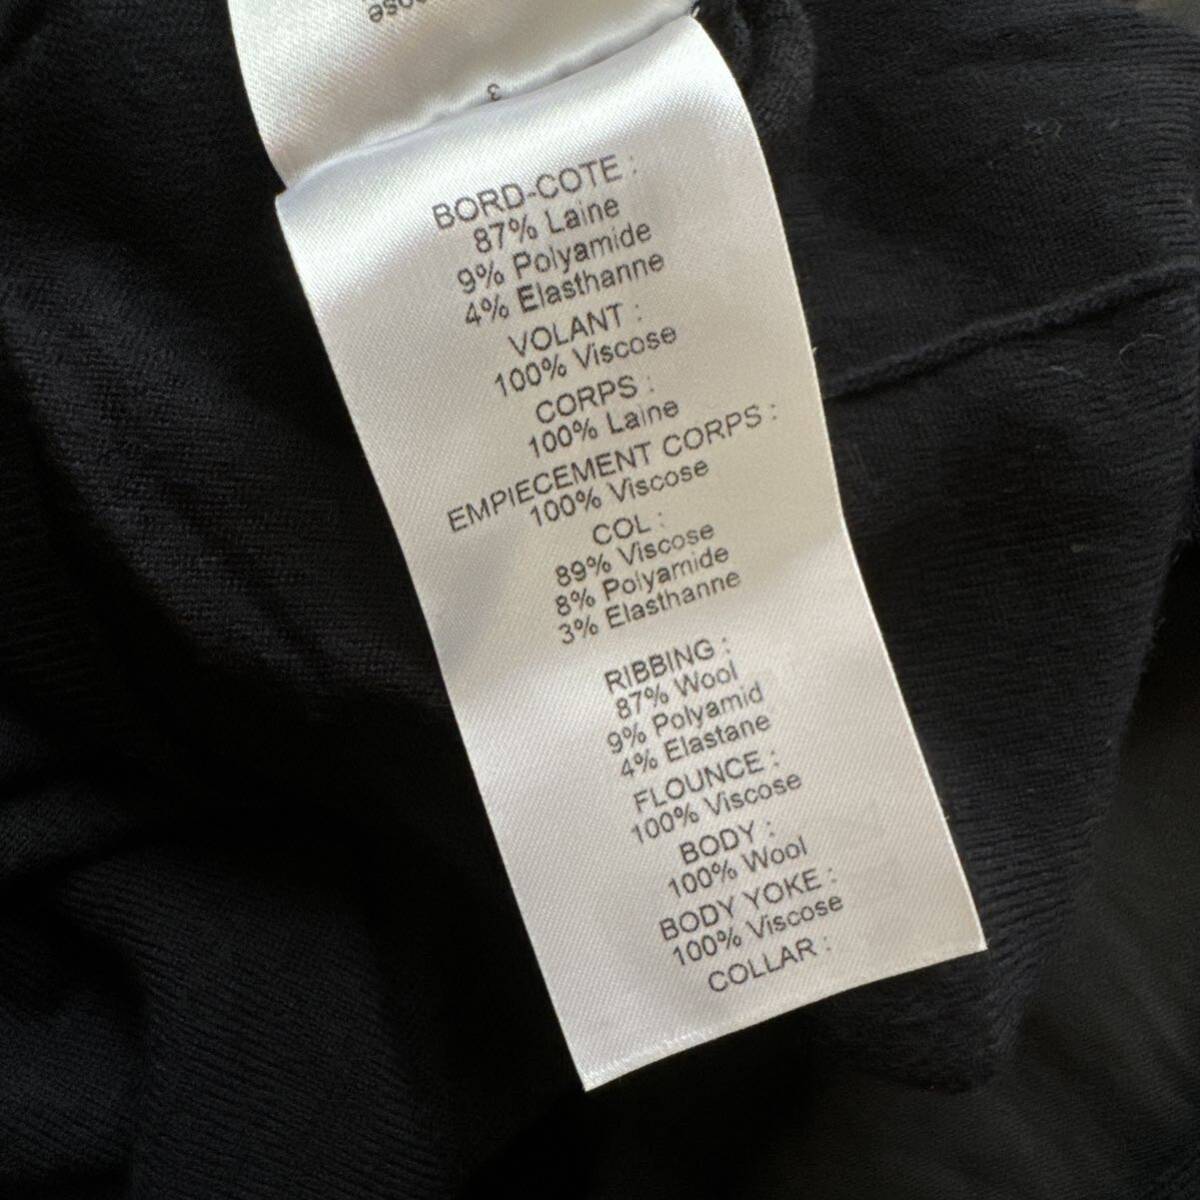 3
BORD-COTE :
87% Laine
9% Polyamide
4% Elasthanne
VOLANT :
100% Viscose
CORPS :
100% Laine
EMPIECEMENT CORPS :
100% Viscose
COL :
89% Viscose
8% Polyamide
3% Elasthanne
RIBBING :
87% Wool
9% Polyamid
4% Elastane
FLOUNCE :
100% Viscose
BODY :
100% Wool
BODY YOKE :
100% Viscose
COLLAR :